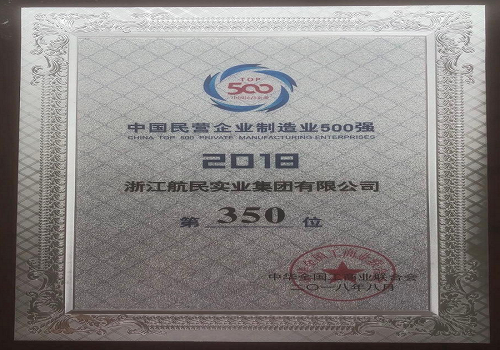 TOP
500
中国民营企业制造业500强
CHINA TOP 500 PRIVATE MANUFACTURING ENTERPRISES
2018
浙江航民实业集团有限公司
第 350 位
中华全国工商业联合会
二〇一八年八月